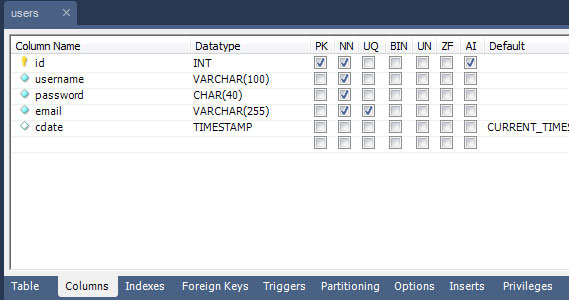 users
Column Name Datatype PK NN UQ BIN UN ZF AI Default
id INT
username VARCHAR(100)
password CHAR(40)
email VARCHAR(255)
cdate TIMESTAMP CURRENT_TIMES
Table Columns Indexes Foreign Keys Triggers Partitioning Options Inserts Privileges